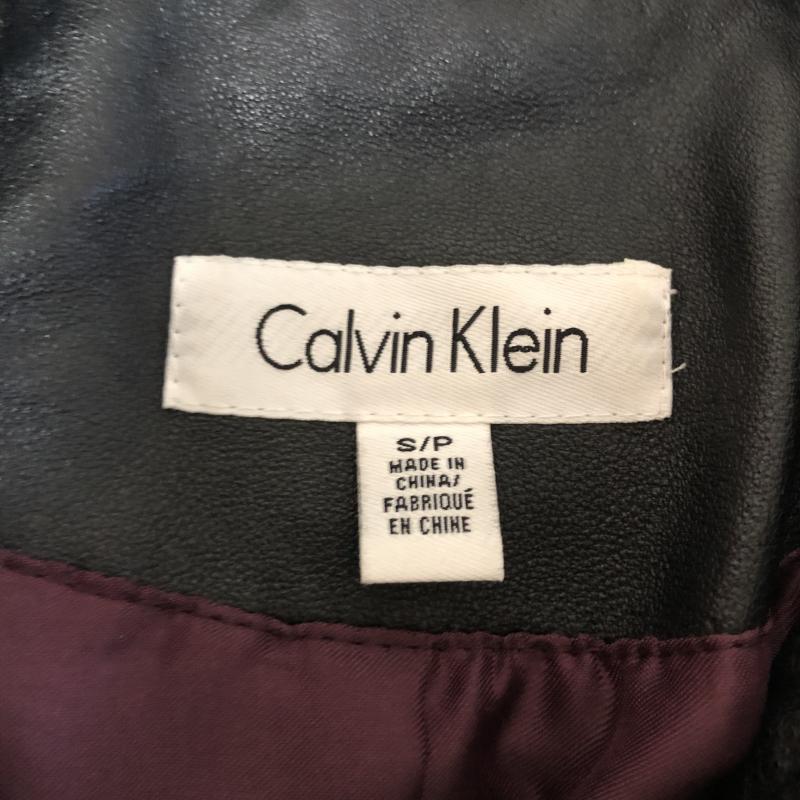 Calvin Klein
S/P
MADE IN
CHINA/
FABRIQUÉ
EN CHINE